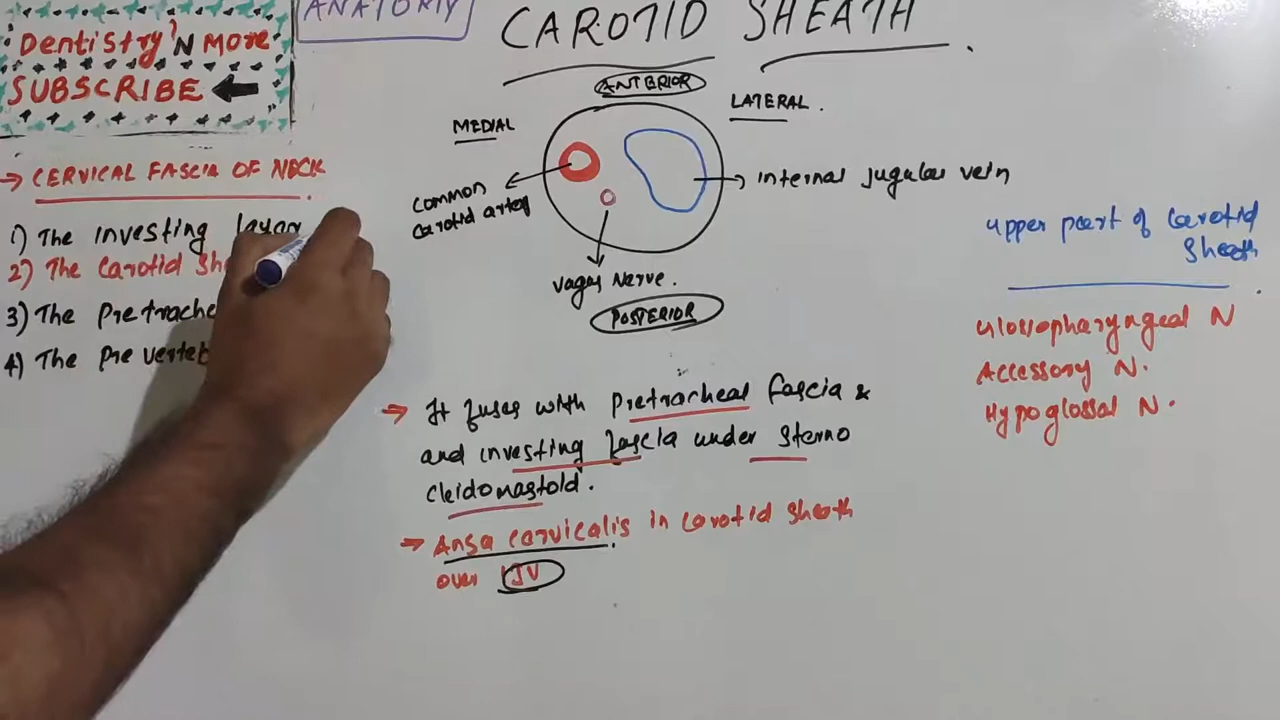 ANATOMY
CAROTID SHEATH
Dentistry'N More
SUBSCRIBE
ANTERIOR
LATERAL
MEDIAL
common
carotid artery
internal jugular vein
vagus Nerve.
POSTERIOR
→ CERVICAL FASCIA OF NECK
1) The investing layer
2) The carotid sh
3) The pretrache
4) The preverteb
upper part of carotid
sheath
Glossopharyngeal N
Accessory N.
Hypoglossal N.
→ It fuses with pretracheal fascia &
and investing fascia under sterno
cleidomastoid.
→ Ansa cervicalis in carotid sheath
over IJV